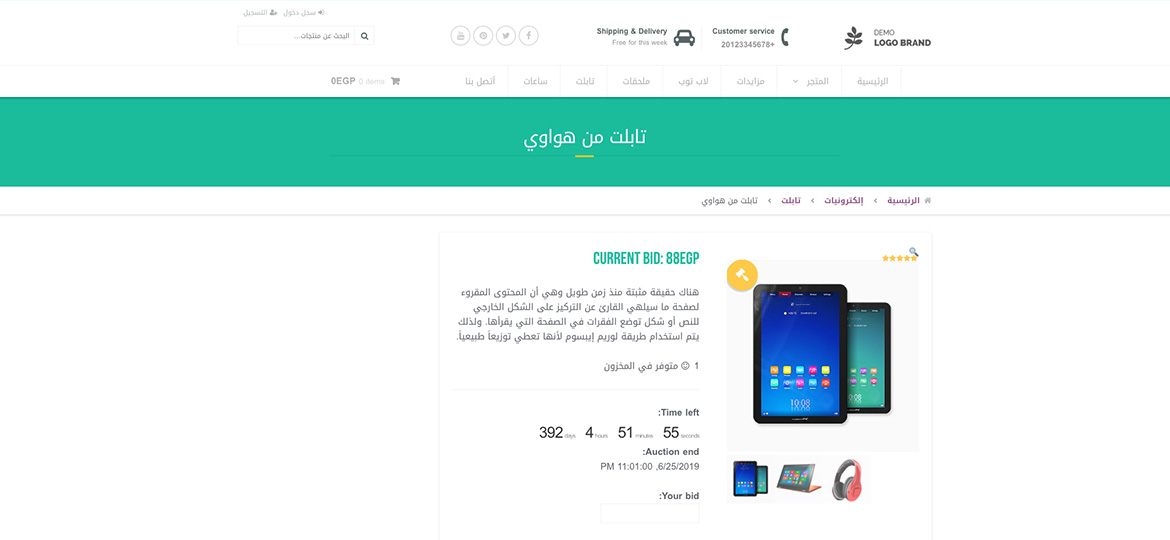 سجل دخول
التسجيل
DEMO
LOGO BRAND
Customer service
+20123345678
Shipping & Delivery
Free for this week
البحث عن منتجات...
الرئيسية
المتجر
مزايدات
لاب توب
ملحقات
تابلت
ساعات
أتصل بنا
0 items 0EGP
تابلت من هواوي
الرئيسية › إلكترونيات › تابلت › تابلت من هواوي
CURRENT BID: 88EGP
هناك حقيقة مثبتة منذ زمن طويل وهي أن المحتوى المقروء
لصفحة ما سيلهي القارئ عن التركيز على الشكل الخارجي
للنص أو شكل توضع الفقرات في الصفحة التي يقرأها. ولذلك
يتم استخدام طريقة لوريم إيبسوم لأنها تعطي توزيعاَ طبيعياَ.
1 ☺ متوفر في المخزون
Time left:
392 days 4 hours 51 minutes 55 seconds
Auction end:
6/25/2019, 11:01:00 PM
Your bid:
10:08
10:08